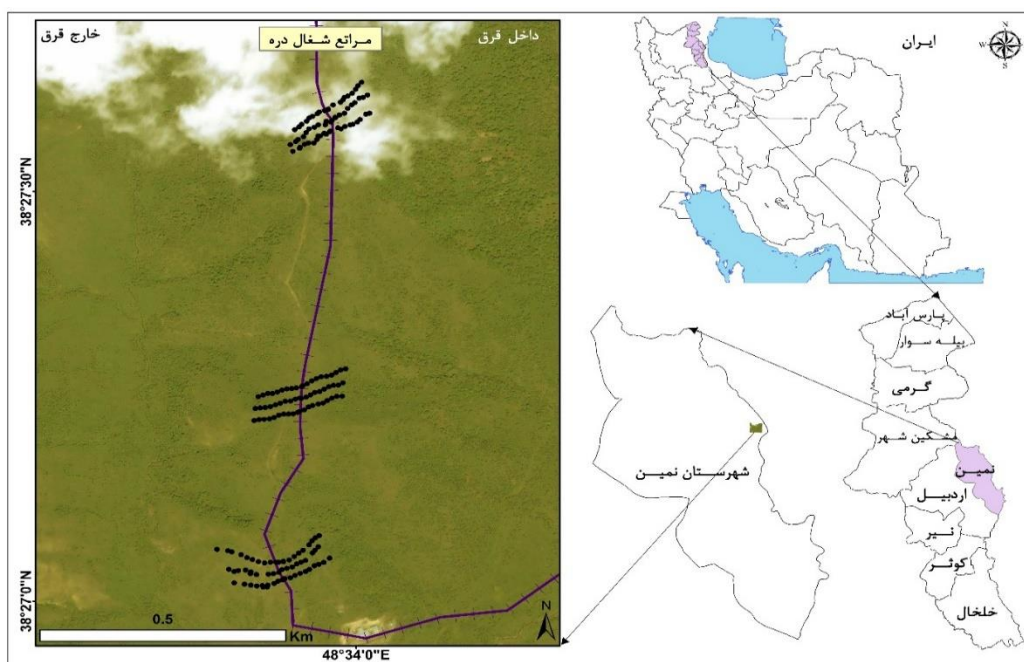 خارج قرق
مراتع شغال دره
داخل قرق
38°27'30"N
38°27'0"N
0.5
Km
N
48°34'0"E
ایران
N
W
E
S
پارس آباد
بیله سوار
گرمی
مشکین شهر
نمین
اردبیل
نیر
کوثر
خلخال
شهرستان نمین